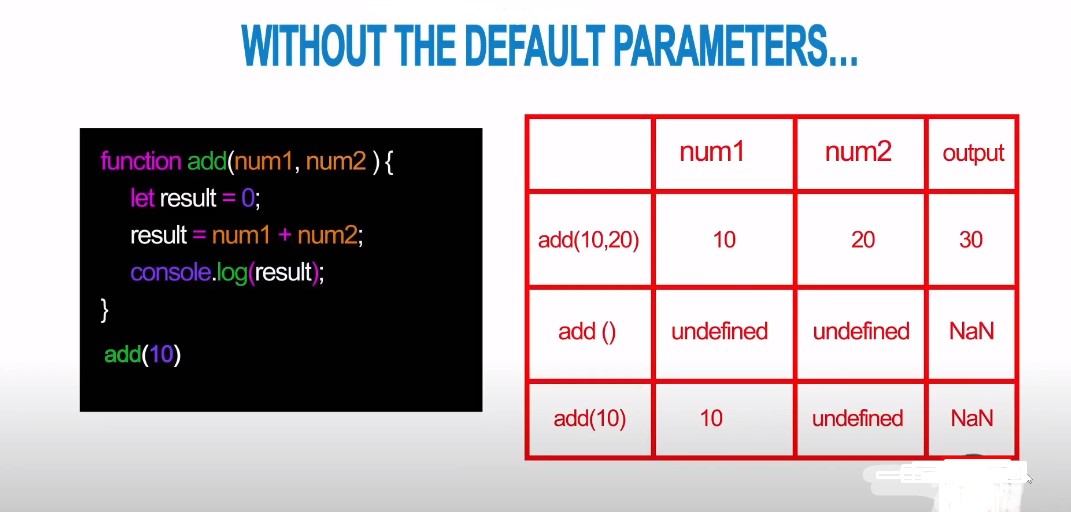 WITHOUT THE DEFAULT PARAMETERS...
function add(num1, num2 ) {
let result = 0;
result = num1 + num2;
console.log(result);
}
add(10)
num1 num2 output
add(10,20) 10 20 30
add () undefined undefined NaN
add(10) 10 undefined NaN